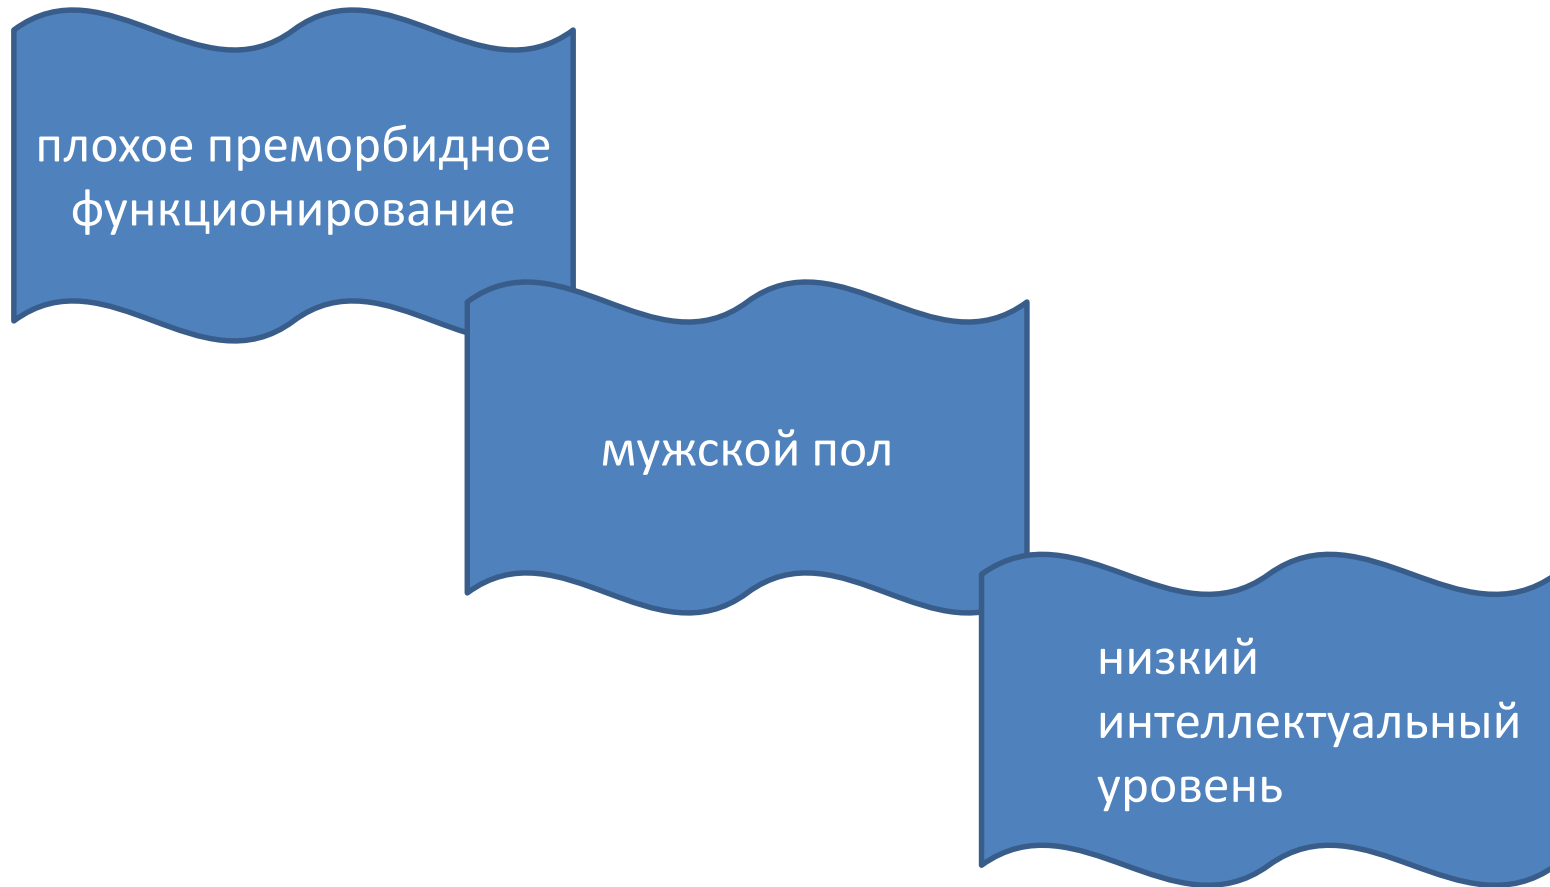 плохое преморбидное
функционирование
мужской пол
низкий
интеллектуальный
уровень